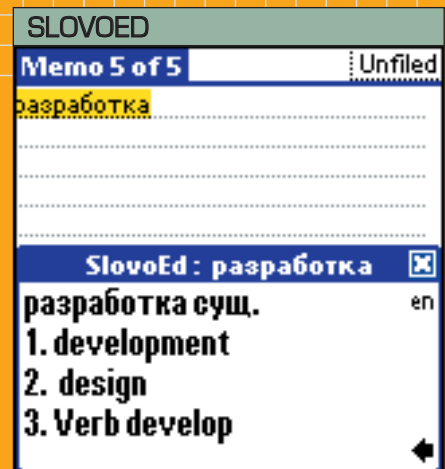 SLOVOED
Memo 5 of 5 Unfiled
разработка
SlovoEd : разработка
разработка сущ. en
1. development
2. design
3. Verb develop